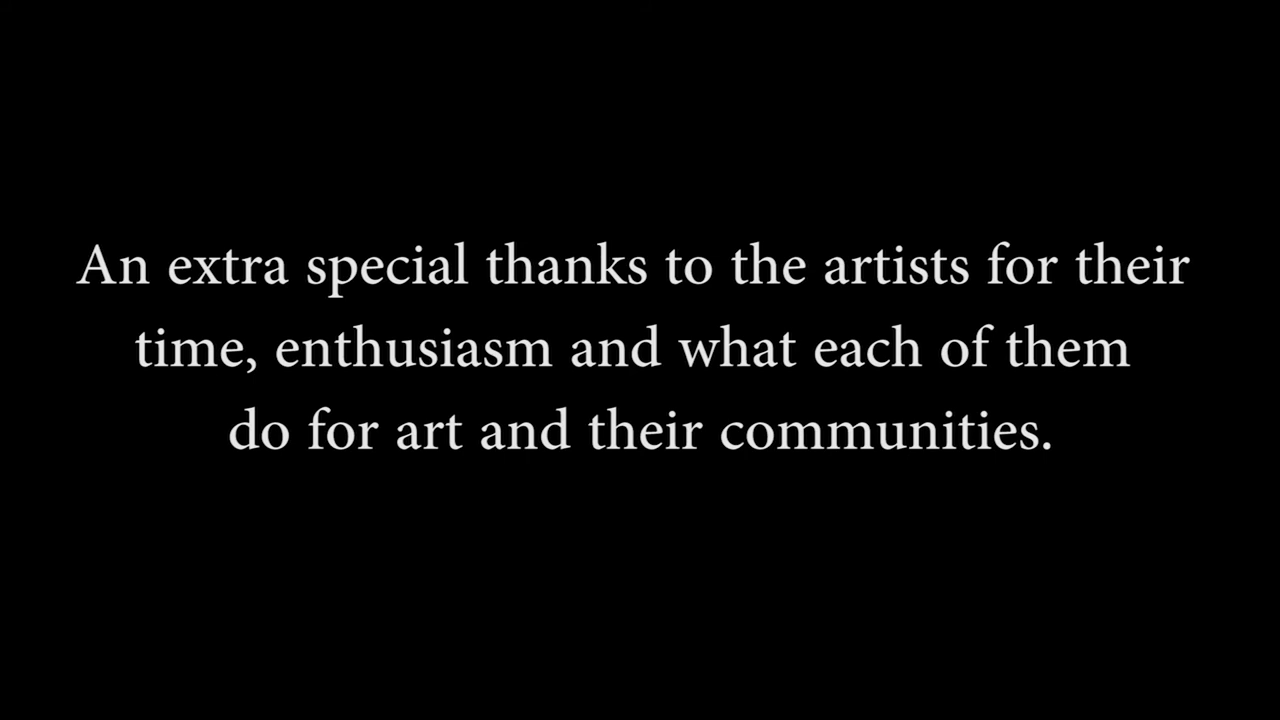 An extra special thanks to the artists for their
time, enthusiasm and what each of them
do for art and their communities.